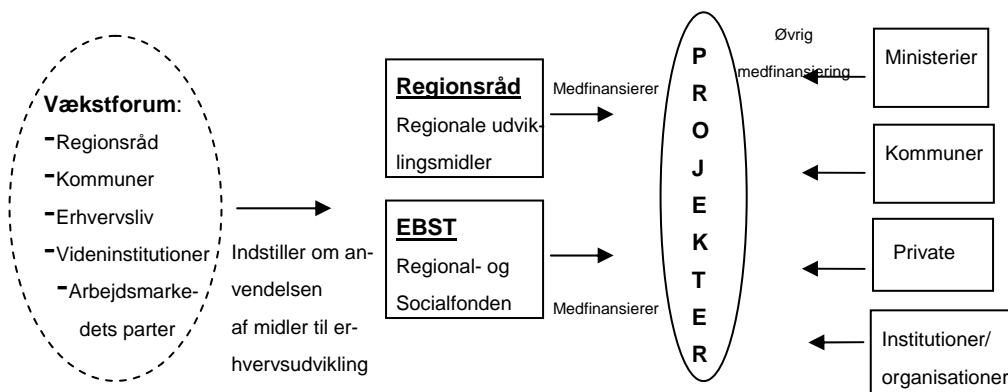 Vækstforum:
-Regionsråd
-Kommuner
-Erhvervsliv
-Videninstitutioner
-Arbejdsmarke-
dets parter
Indstiller om an-
vendelsen
af midler til er-
hvervsudvikling
Regionsråd
Regionale udvik-
lingsmidler
Medfinansierer
EBST
Regional- og
Socialfonden
Medfinansierer
P
R
O
J
E
K
T
E
R
Øvrig
medfinansiering
Ministerier
Kommuner
Private
Institutioner/
organisationer